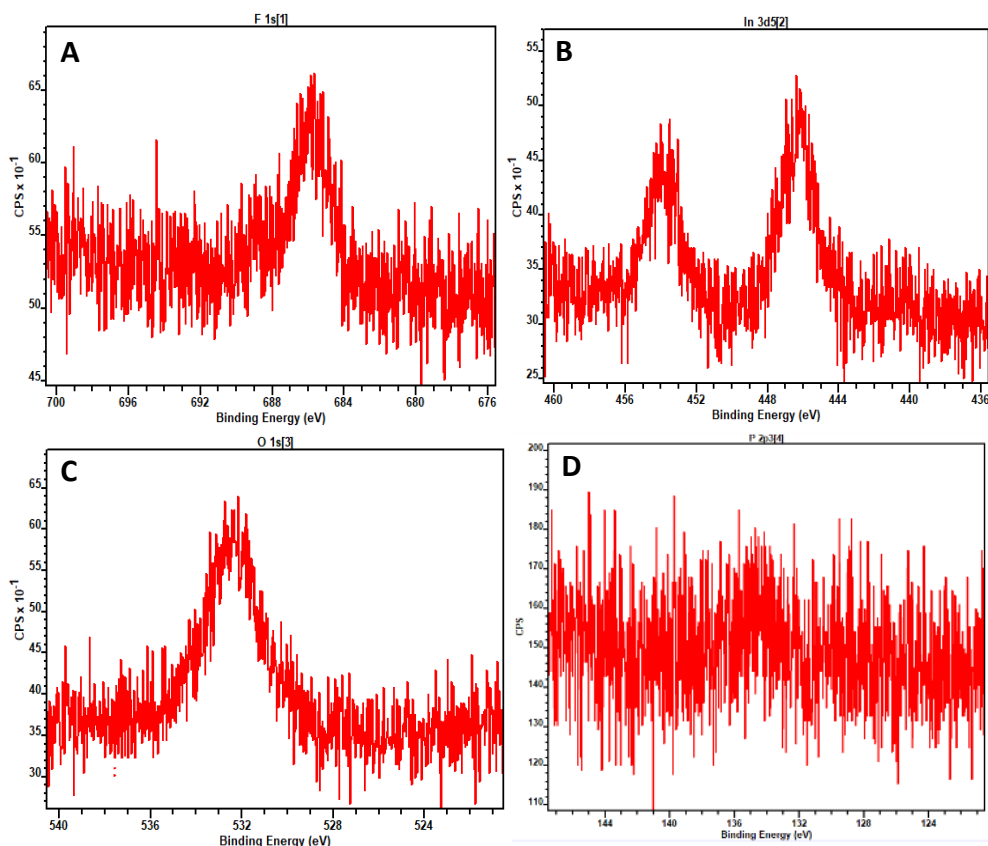 F 1s[1]
A
CPS x 10⁻¹
65
60
55
50
45
700 696 692 688 684 680 676
Binding Energy (eV)
In 3d5[2]
B
CPS x 10⁻¹
55
50
45
40
35
30
25
460 456 452 448 444 440 436
Binding Energy (eV)
O 1s[3]
C
CPS x 10⁻¹
65
60
55
50
45
40
35
30
540 536 532 528 524
Binding Energy (eV)
P 2p3[4]
D
CPS
200
190
180
170
160
150
140
130
120
110
144 140 136 132 128 124
Binding Energy (eV)